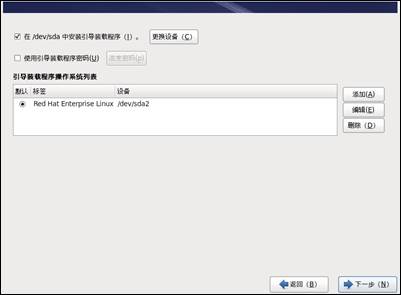 在 /dev/sda 中安装引导装载程序（I）。 更换设备（C）
使用引导装载程序密码(U) 改变密码(p)
引导装载程序操作系统列表
默认 标签 设备
Red Hat Enterprise Linux /dev/sda2
添加(A)
编辑(E)
删除（D）
返回（B） 下一步（N）